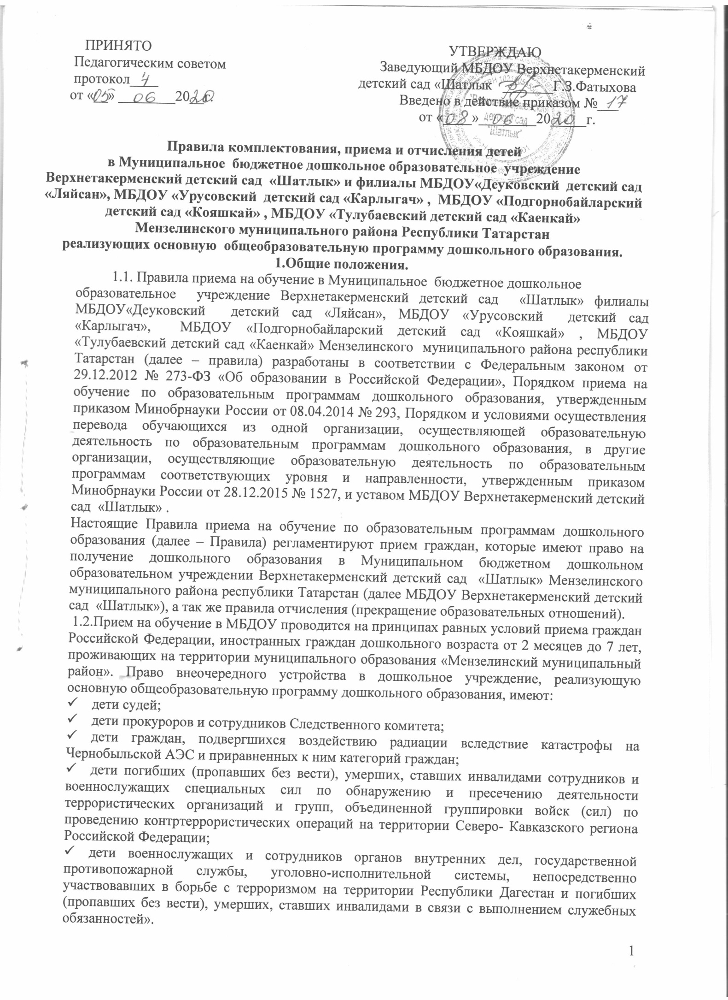 ПРИНЯТО
Педагогическим советом
протокол 4
от «05» 06 2020г.
УТВЕРЖДАЮ
Заведующий МБДОУ Верхнетакерменский
детский сад «Шатлык Г.З.Фатыхова
Введено в действие приказом № 17
от «08» 06 2020 г.
детский сад
"Шатлык"
Правила комплектования, приема и отчисления детей
в Муниципальное бюджетное дошкольное образовательное учреждение
Верхнетакерменский детский сад «Шатлык» и филиалы МБДОУ«Деуковский детский сад
«Ляйсан», МБДОУ «Урусовский детский сад «Карлыгач» , МБДОУ «Подгорнобайларский
детский сад «Кояшкай» , МБДОУ «Тулубаевский детский сад «Каенкай»
Мензелинского муниципального района Республики Татарстан
реализующих основную общеобразовательную программу дошкольного образования.
1.Общие положения.
1.1. Правила приема на обучение в Муниципальное бюджетное дошкольное
образовательное учреждение Верхнетакерменский детский сад «Шатлык» филиалы
МБДОУ«Деуковский детский сад «Ляйсан», МБДОУ «Урусовский детский сад
«Карлыгач», МБДОУ «Подгорнобайларский детский сад «Кояшкай» , МБДОУ
«Тулубаевский детский сад «Каенкай» Мензелинского муниципального района республики
Татарстан (далее – правила) разработаны в соответствии с Федеральным законом от
29.12.2012 № 273-ФЗ «Об образовании в Российской Федерации», Порядком приема на
обучение по образовательным программам дошкольного образования, утвержденным
приказом Минобрнауки России от 08.04.2014 № 293, Порядком и условиями осуществления
перевода обучающихся из одной организации, осуществляющей образовательную
деятельность по образовательным программам дошкольного образования, в другие
организации, осуществляющие образовательную деятельность по образовательным
программам соответствующих уровня и направленности, утвержденным приказом
Минобрнауки России от 28.12.2015 № 1527, и уставом МБДОУ Верхнетакерменский детский
сад «Шатлык» .
Настоящие Правила приема на обучение по образовательным программам дошкольного
образования (далее – Правила) регламентируют прием граждан, которые имеют право на
получение дошкольного образования в Муниципальном бюджетном дошкольном
образовательном учреждении Верхнетакерменский детский сад «Шатлык» Мензелинского
муниципального района республики Татарстан (далее МБДОУ Верхнетакерменский детский
сад «Шатлык»), а так же правила отчисления (прекращение образовательных отношений).
1.2.Прием на обучение в МБДОУ проводится на принципах равных условий приема граждан
Российской Федерации, иностранных граждан дошкольного возраста от 2 месяцев до 7 лет,
проживающих на территории муниципального образования «Мензелинский муниципальный
район». Право внеочередного устройства в дошкольное учреждение, реализующую
основную общеобразовательную программу дошкольного образования, имеют:
✓ дети судей;
✓ дети прокуроров и сотрудников Следственного комитета;
✓ дети граждан, подвергшихся воздействию радиации вследствие катастрофы на
Чернобыльской АЭС и приравненных к ним категорий граждан;
✓ дети погибших (пропавших без вести), умерших, ставших инвалидами сотрудников и
военнослужащих специальных сил по обнаружению и пресечению деятельности
террористических организаций и групп, объединенной группировки войск (сил) по
проведению контртеррористических операций на территории Северо- Кавказского региона
Российской Федерации;
✓ дети военнослужащих и сотрудников органов внутренних дел, государственной
противопожарной службы, уголовно-исполнительной системы, непосредственно
участвовавших в борьбе с терроризмом на территории Республики Дагестан и погибших
(пропавших без вести), умерших, ставших инвалидами в связи с выполнением служебных
обязанностей».
1